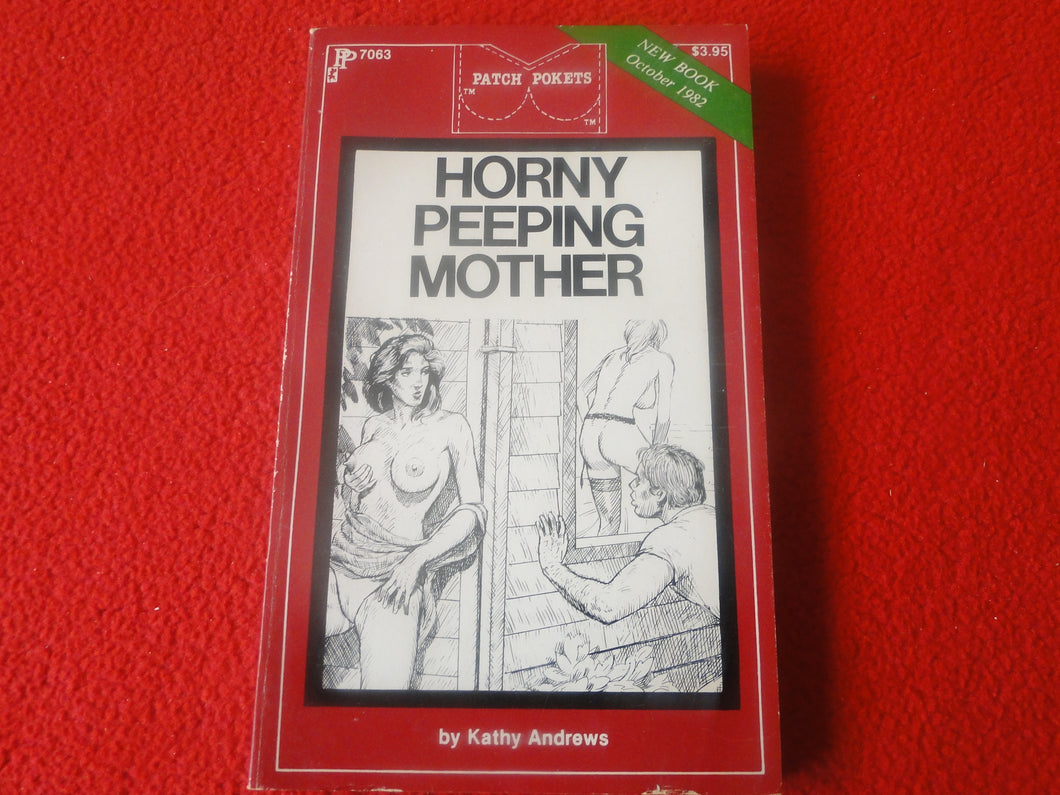 PP 7063
$3.95
NEW BOOK
October 1982
PATCH POKETS
TM
TM
HORNY
PEEPING
MOTHER
by Kathy Andrews